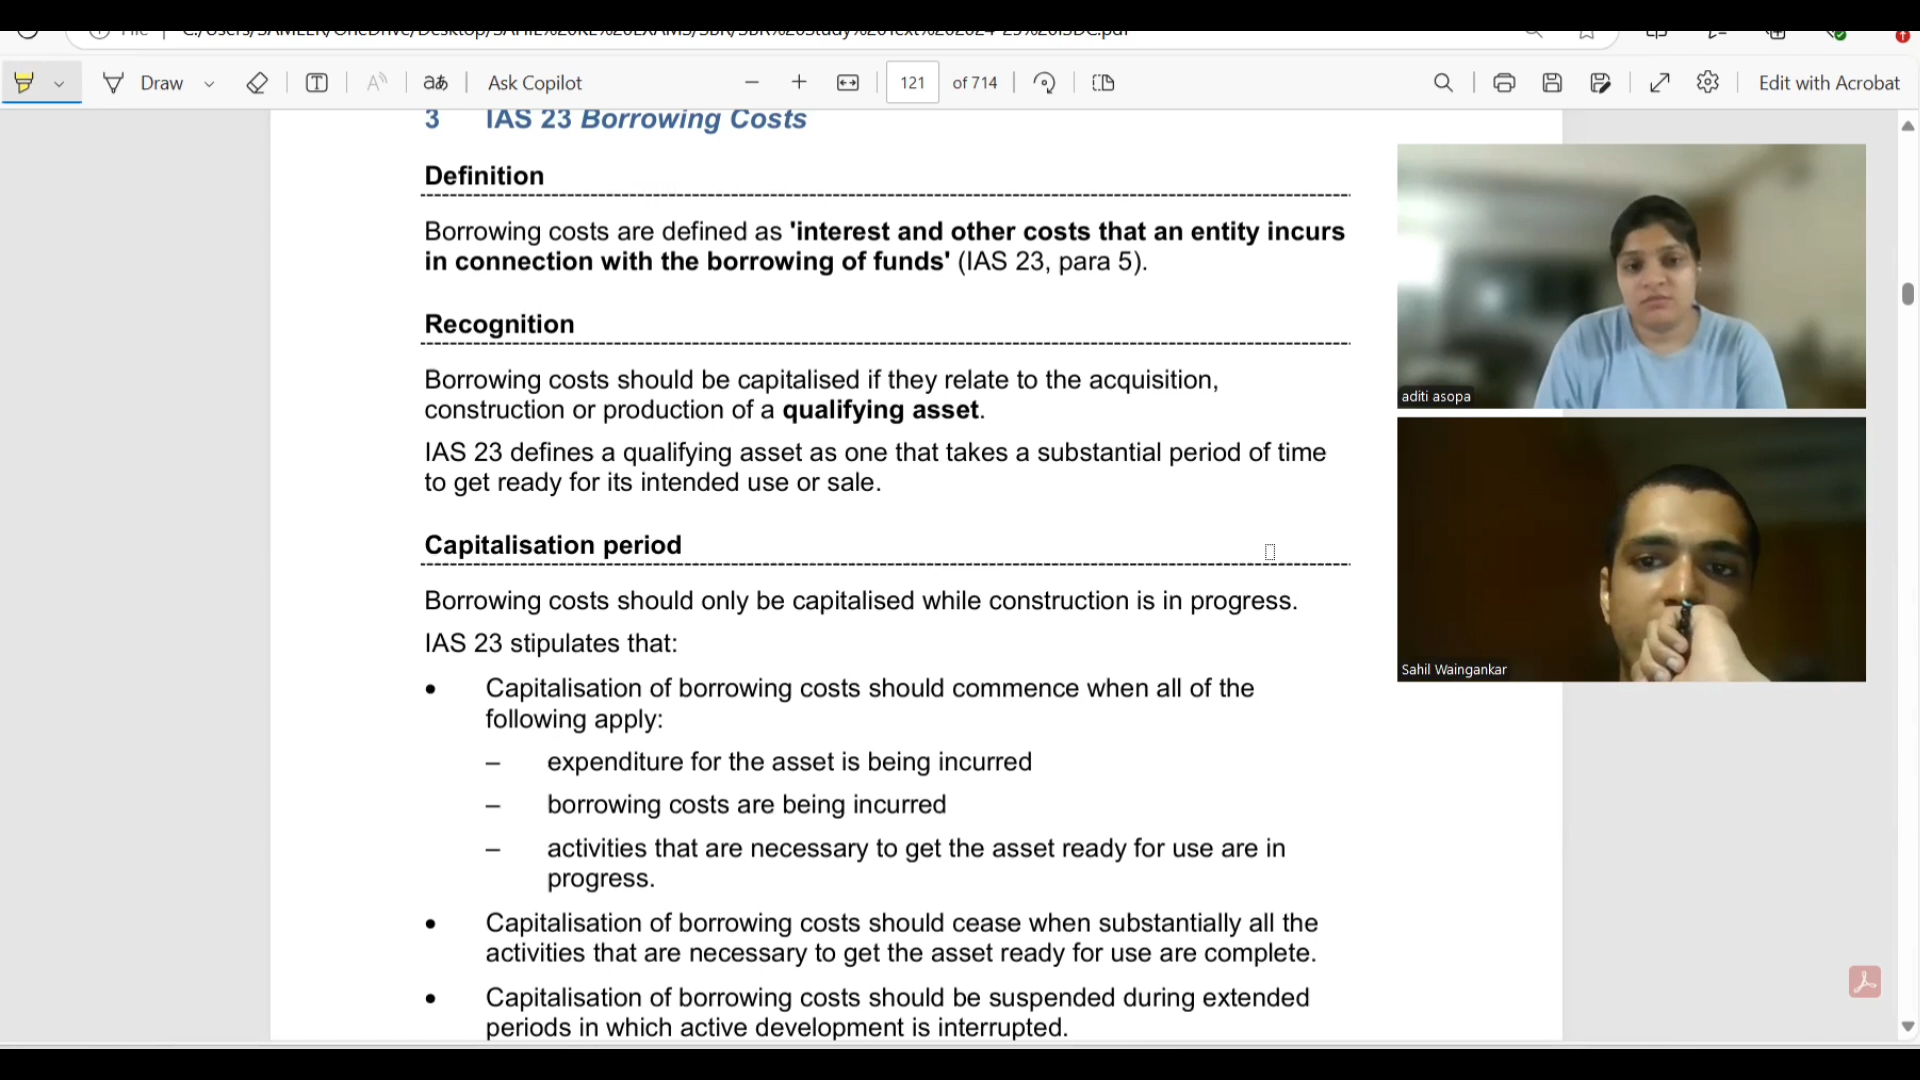 Draw
Ask Copilot
121 of 714
Edit with Acrobat
3 IAS 23 Borrowing Costs
Definition
Borrowing costs are defined as 'interest and other costs that an entity incurs
in connection with the borrowing of funds' (IAS 23, para 5).
Recognition
Borrowing costs should be capitalised if they relate to the acquisition,
construction or production of a qualifying asset.
IAS 23 defines a qualifying asset as one that takes a substantial period of time
to get ready for its intended use or sale.
Capitalisation period
Borrowing costs should only be capitalised while construction is in progress.
IAS 23 stipulates that:
• Capitalisation of borrowing costs should commence when all of the
following apply:
– expenditure for the asset is being incurred
– borrowing costs are being incurred
– activities that are necessary to get the asset ready for use are in
progress.
• Capitalisation of borrowing costs should cease when substantially all the
activities that are necessary to get the asset ready for use are complete.
• Capitalisation of borrowing costs should be suspended during extended
periods in which active development is interrupted.
aditi asopa
Sahil Waingankar